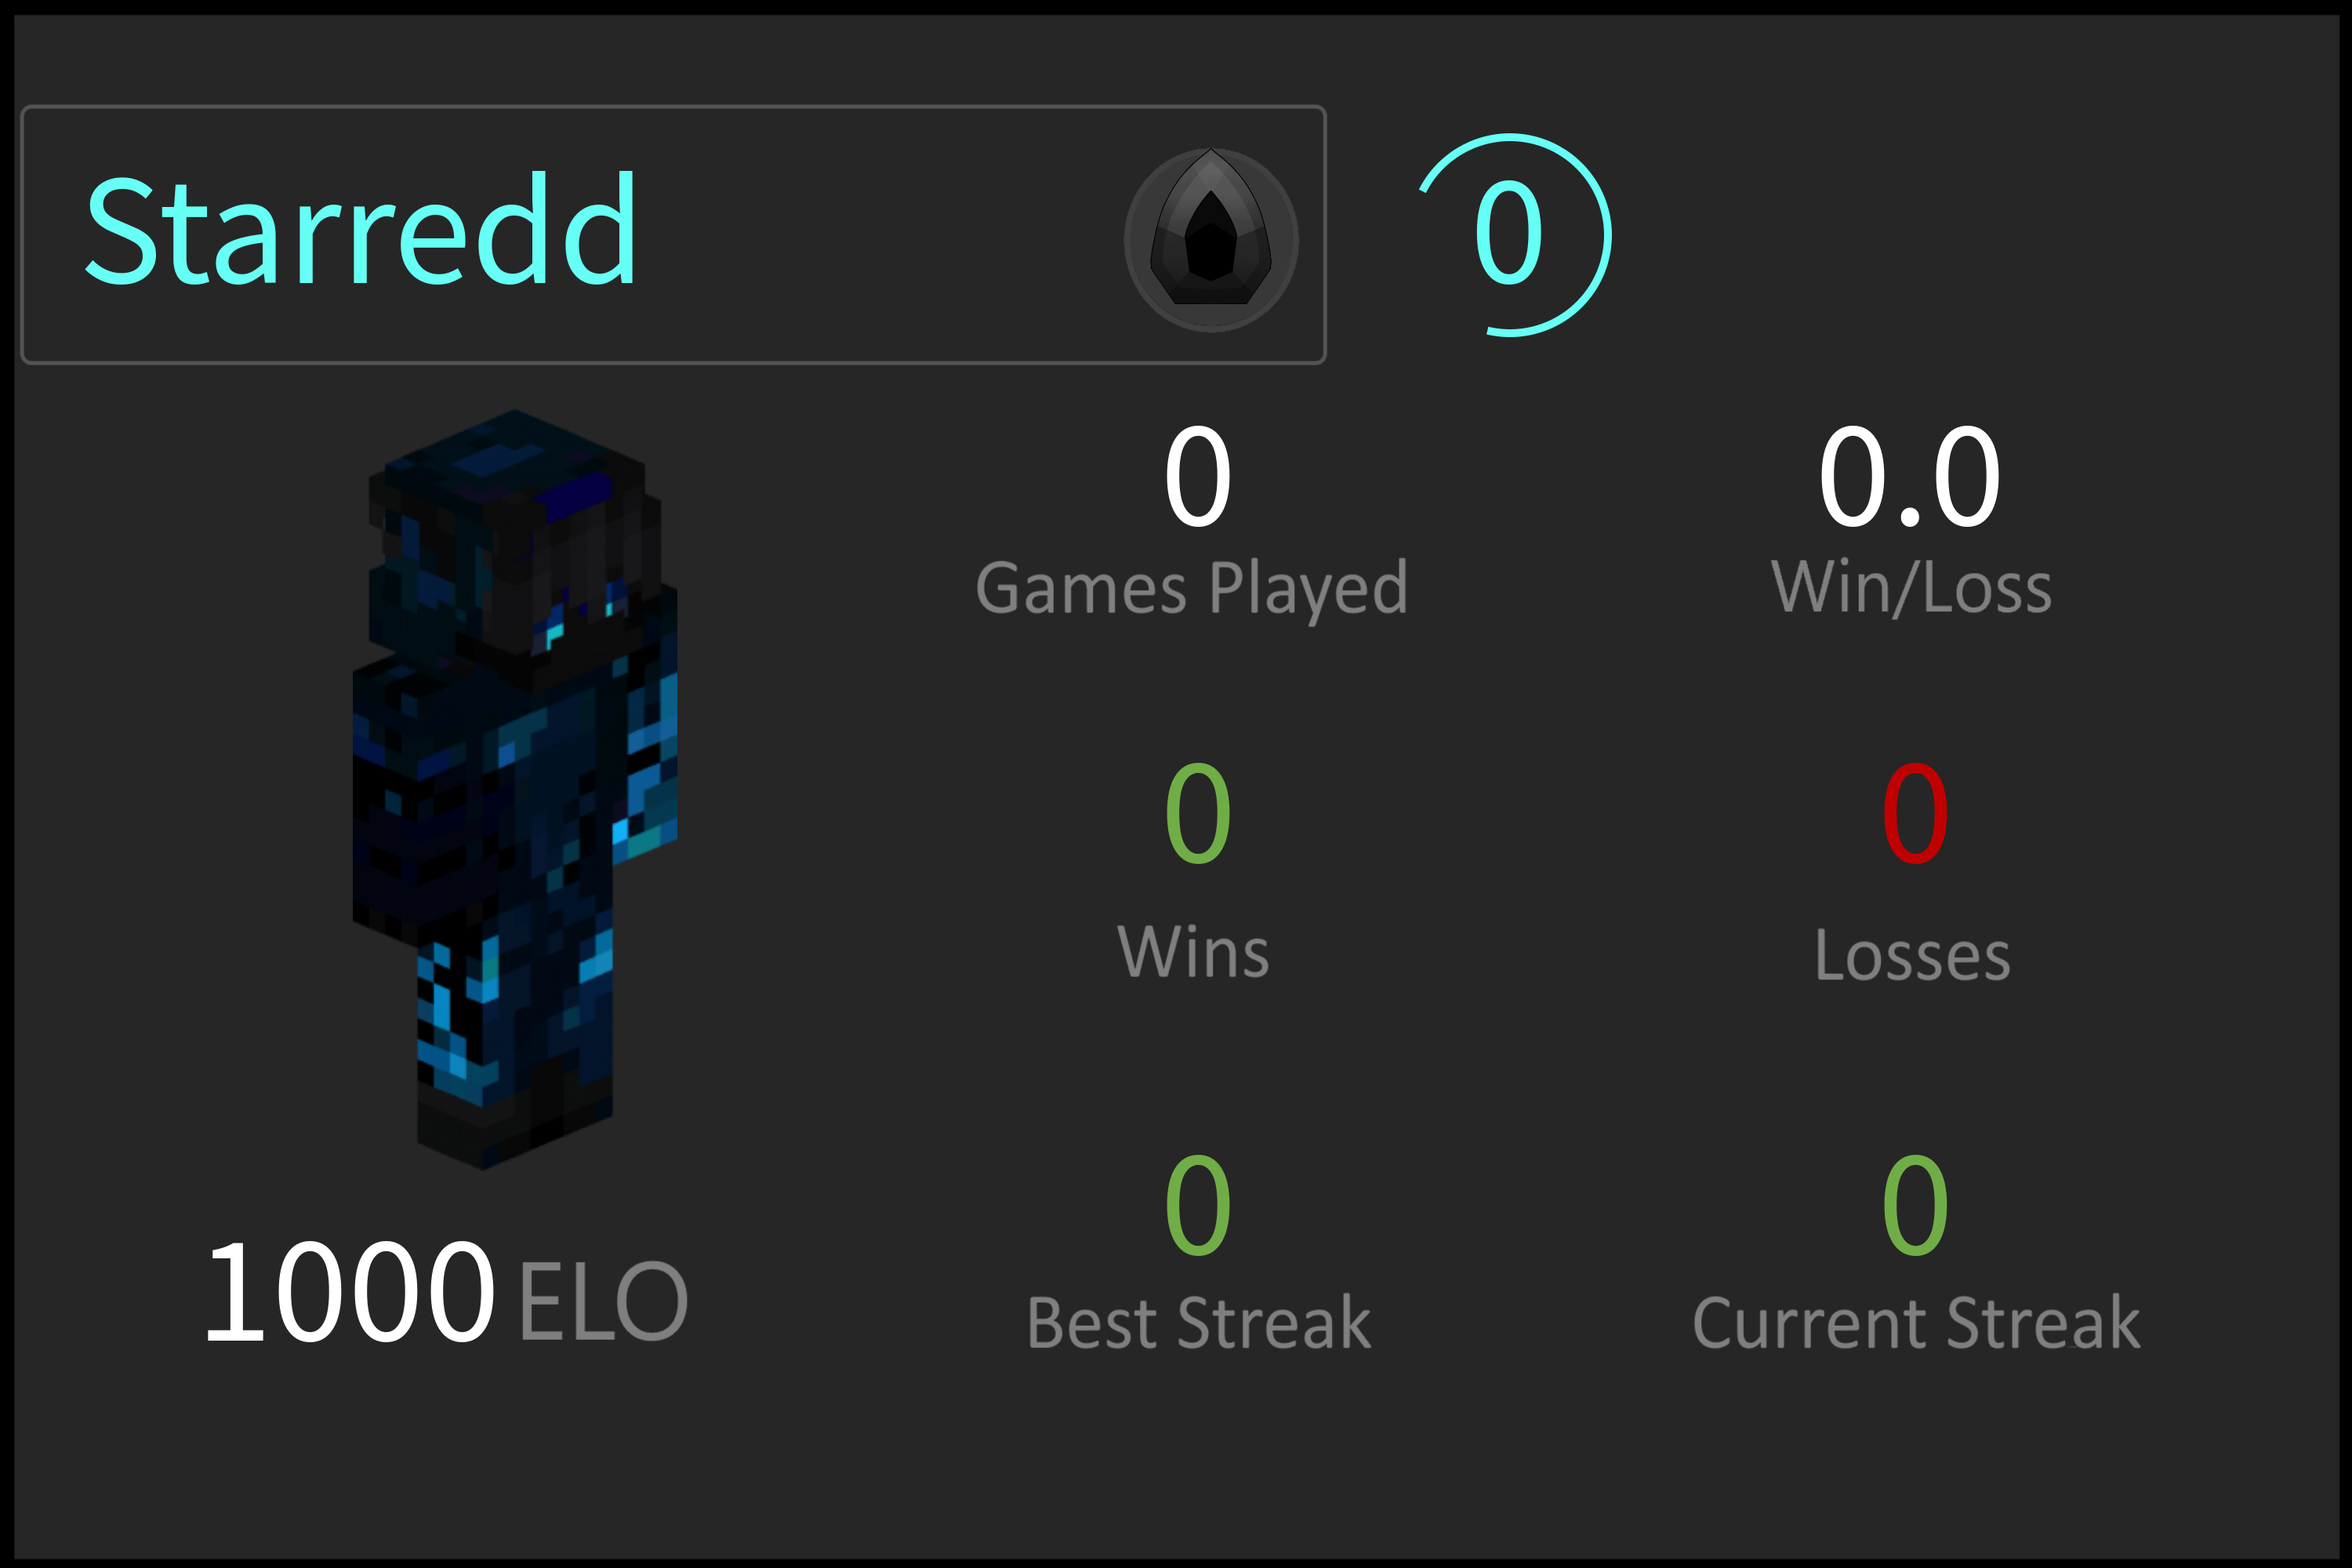 Starredd
0
0
0.0
Games Played
Win/Loss
0
0
Wins
Losses
0
0
1000 ELO
Best Streak
Current Streak